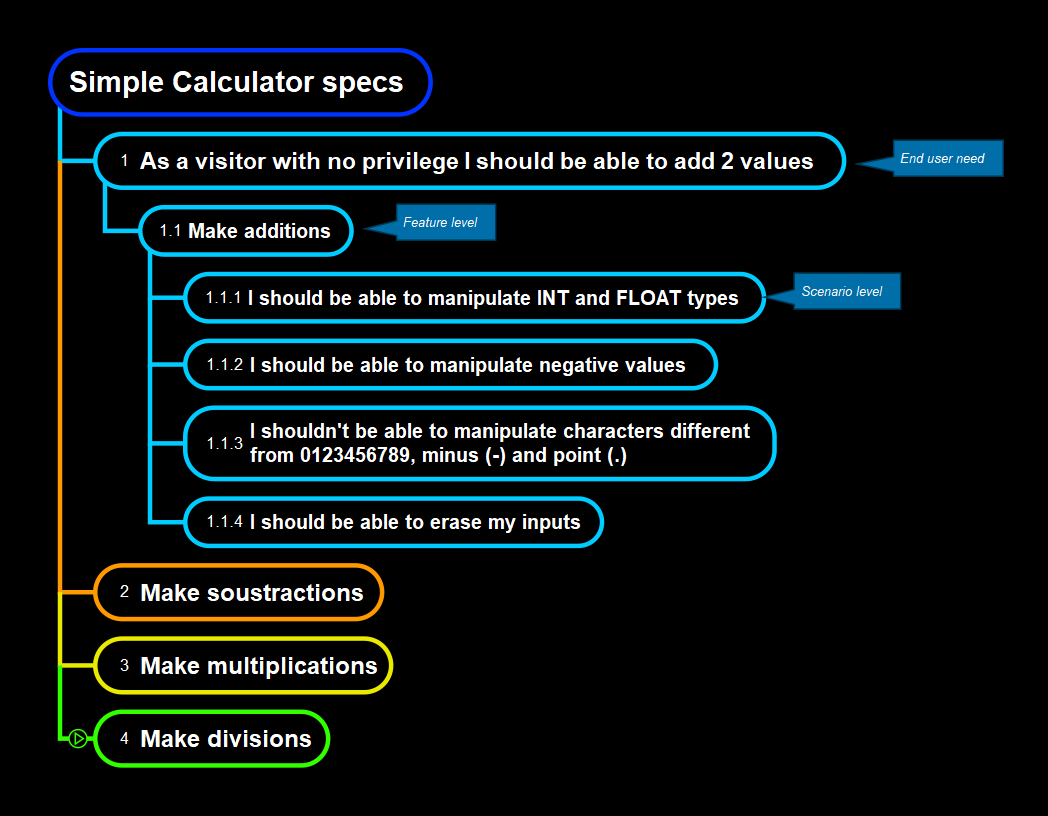 Simple Calculator specs
1 As a visitor with no privilege I should be able to add 2 values
End user need
1.1 Make additions
Feature level
1.1.1 I should be able to manipulate INT and FLOAT types
Scenario level
1.1.2 I should be able to manipulate negative values
1.1.3 I shouldn't be able to manipulate characters different
from 0123456789, minus (-) and point (.)
1.1.4 I should be able to erase my inputs
2 Make soustractions
3 Make multiplications
4 Make divisions